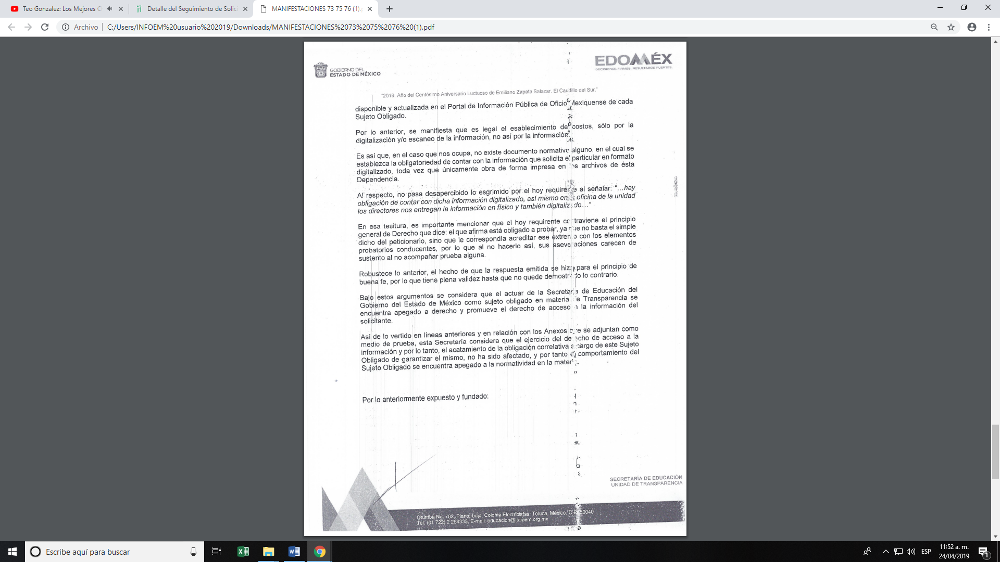 Teo Gonzalez: Los Mejores C
Detalle del Seguimiento de Solici
MANIFESTACIONES 73 75 76 (1).p
Archivo
C:/Users/INFOEM%20usuario%202019/Downloads/MANIFESTACIONES%2073%2075%2076%20(1).pdf
GOBIERNO DEL
ESTADO DE MÉXICO
EDOMÉX
DECISIONES FIRMES, RESULTADOS FUERTES.
"2019. Año del Centésimo Aniversario Luctuoso de Emiliano Zapata Salazar. El Caudillo del Sur."
disponible y actualizada en el Portal de Información Pública de Oficio Mexiquense de cada
Sujeto Obligado.
Por lo anterior, se manifiesta que es legal el esablecimiento de costos, sólo por la
digitalización y/o escaneo de la información, no así por la información.
Es así que, en el caso que nos ocupa, no existe documento normativo alguno, en el cual se
establezca la obligatoriedad de contar con la información que solicita el particular en formato
digitalizado, toda vez que únicamente obra de forma impresa en los archivos de ésta
Dependencia.
Al respecto, no pasa desapercibido lo esgrimido por el hoy requirente al señalar: “…hay
obligación de contar con dicha información digitalizado, así mismo en la oficina de la unidad
los directores nos entregan la información en físico y también digitalizado…”
En esa tesitura, es importante mencionar que el hoy requirente contraviene el principio
general de Derecho que dice: el que afirma está obligado a probar, ya que no basta el simple
dicho del peticionario, sino que le correspondía acreditar ese extremo con los elementos
probatorios conducentes, por lo que al no hacerlo así, sus aseveraciones carecen de
sustento al no acompañar prueba alguna.
Robustece lo anterior, el hecho de que la respuesta emitida se hizo para el principio de
buena fe, por lo que tiene plena validez hasta que no quede demostrado lo contrario.
Bajo estos argumentos se considera que el actuar de la Secretaría de Educación del
Gobierno del Estado de México como sujeto obligado en materia de Transparencia se
encuentra apegado a derecho y promueve el derecho de acceso a la información del
solicitante.
Así de lo vertido en líneas anteriores y en relación con los Anexos que se adjuntan como
medio de prueba, esta Secretaría considera que el ejercicio del derecho de acceso a la
información y por lo tanto, el acatamiento de la obligación correlativa a cargo de este Sujeto
Obligado de garantizar el mismo, no ha sido afectado, y por tanto el comportamiento del
Sujeto Obligado se encuentra apegado a la normatividad en la materia.
Por lo anteriormente expuesto y fundado:
SECRETARÍA DE EDUCACIÓN
UNIDAD DE TRANSPARENCIA
Otumba No. 782, Planta baja, Colonia Electricistas; Toluca, México. C.P. 50040
Tel. (01 722) 2 264333, E-mail: educacion@itaipem.org.mx
Escribe aquí para buscar
ESP
11:52 a. m.
24/04/2019
1